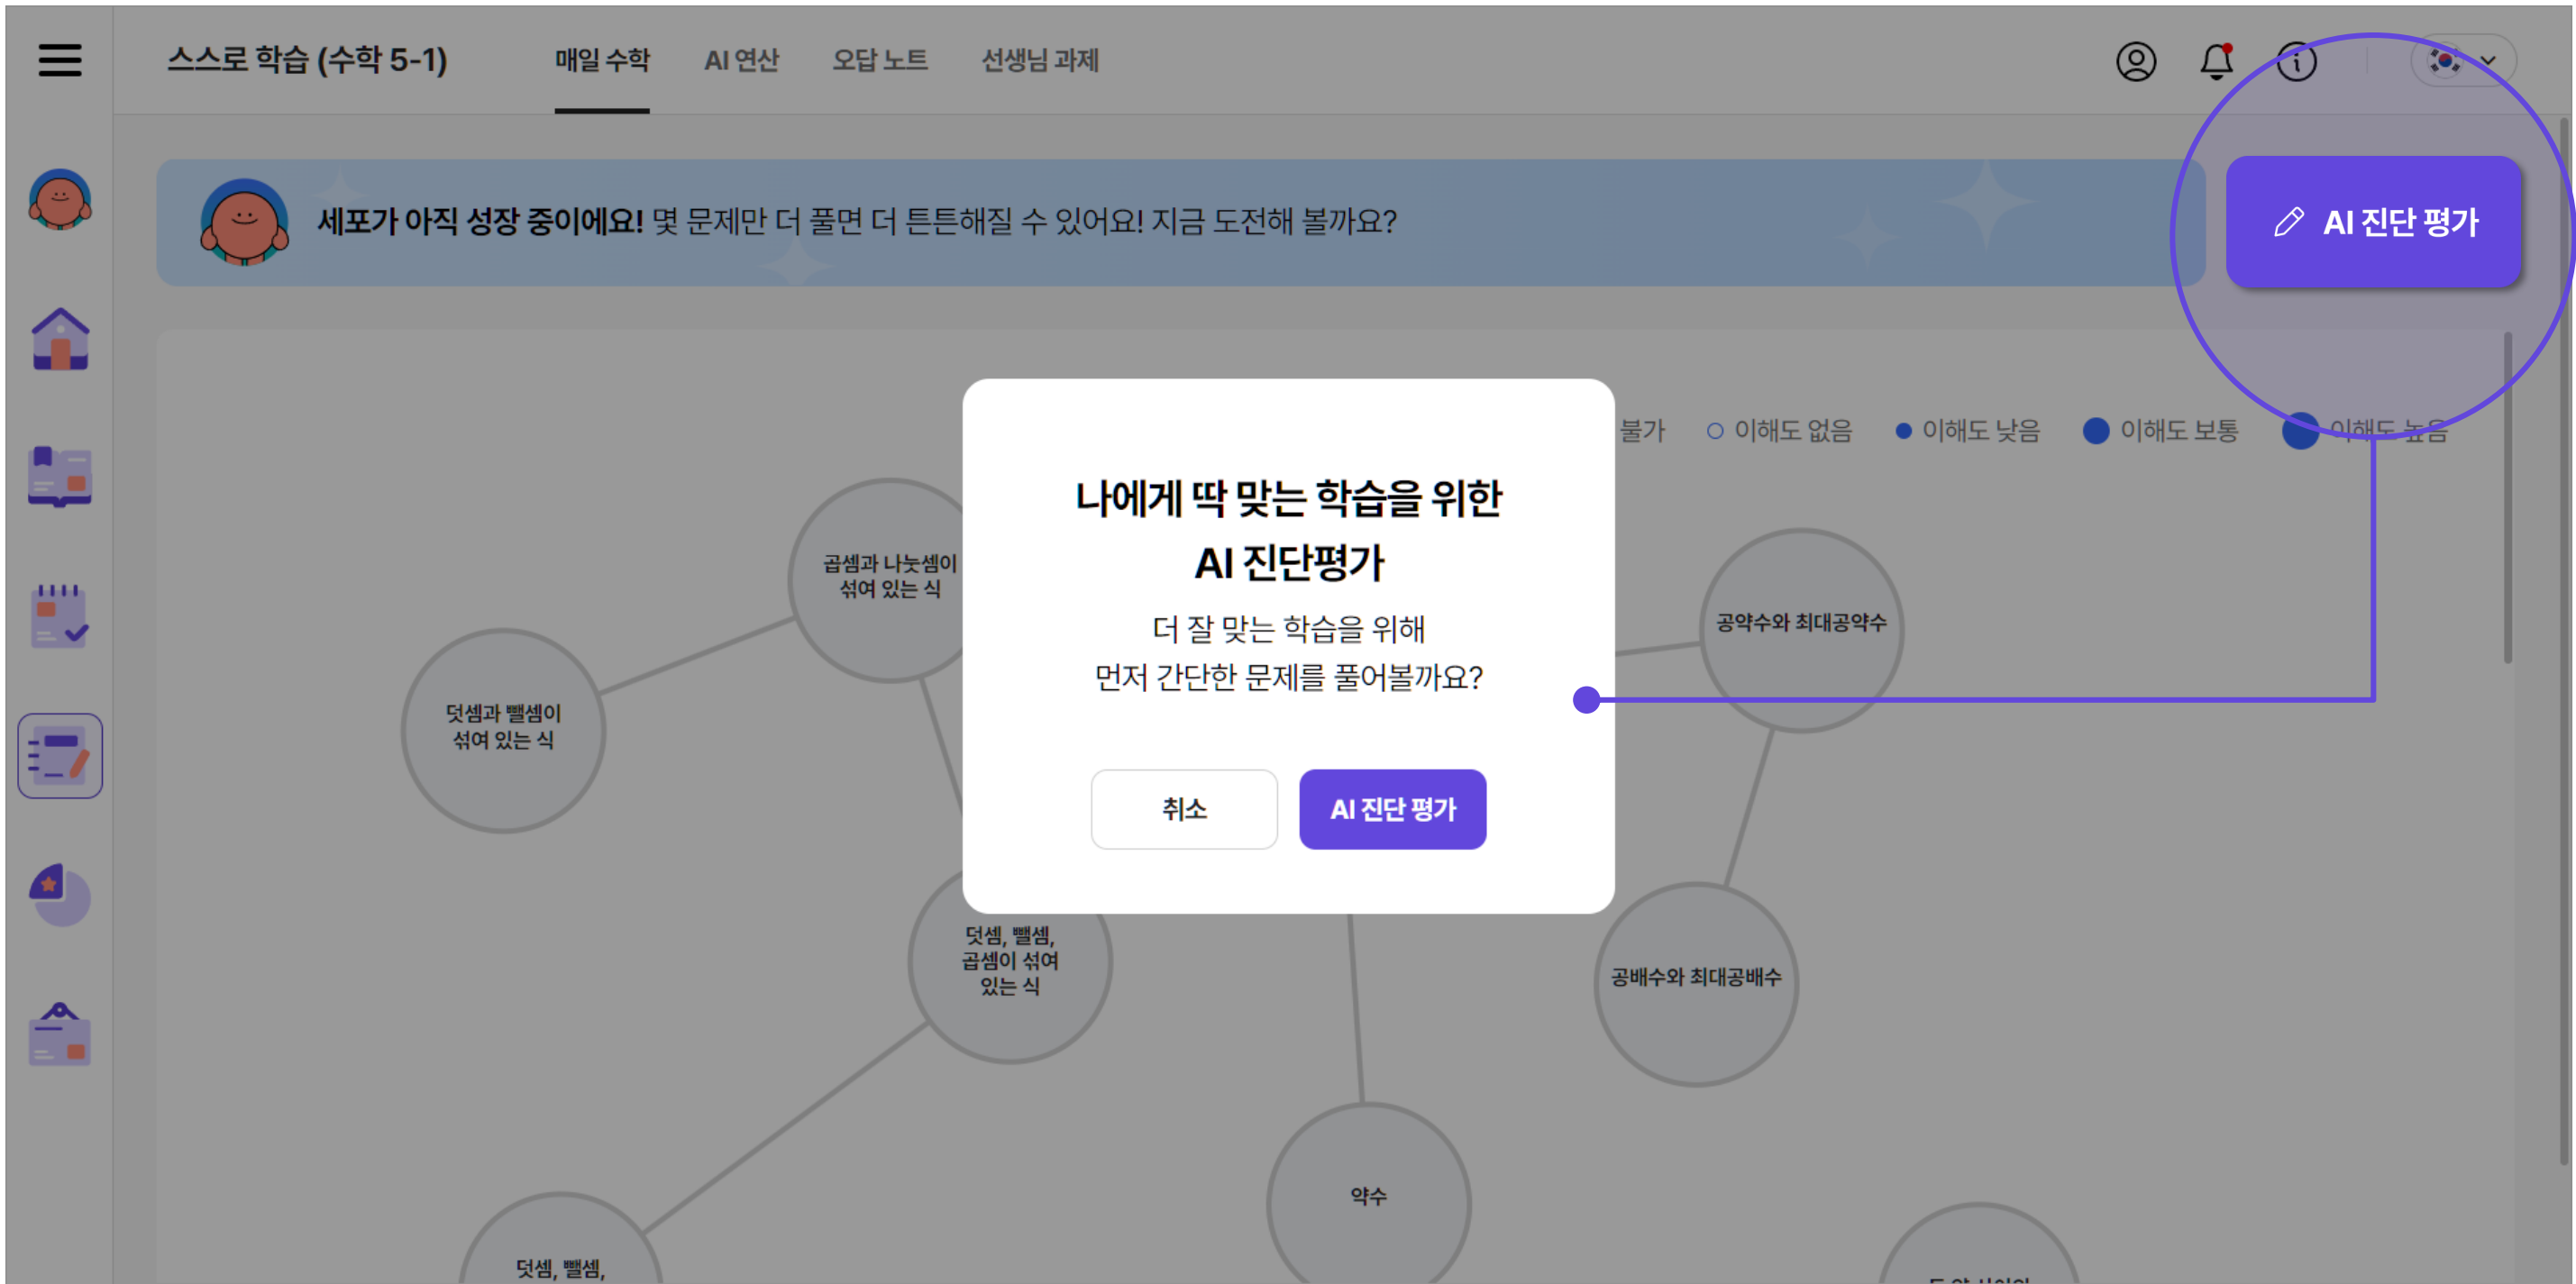 스스로 학습 (수학 5-1)
매일 수학
AI 연산
오답 노트
선생님 과제
세포가 아직 성장 중이에요! 몇 문제만 더 풀면 더 튼튼해질 수 있어요! 지금 도전해 볼까요?
AI 진단 평가
불가
이해도 없음
이해도 낮음
이해도 보통
이해도 높음
나에게 딱 맞는 학습을 위한
AI 진단평가
더 잘 맞는 학습을 위해
먼저 간단한 문제를 풀어볼까요?
취소
AI 진단 평가
곱셈과 나눗셈이
섞여 있는 식
공약수와 최대공약수
덧셈과 뺄셈이
섞여 있는 식
덧셈, 뺄셈,
곱셈이 섞여
있는 식
공배수와 최대공배수
약수
덧셈, 뺄셈,